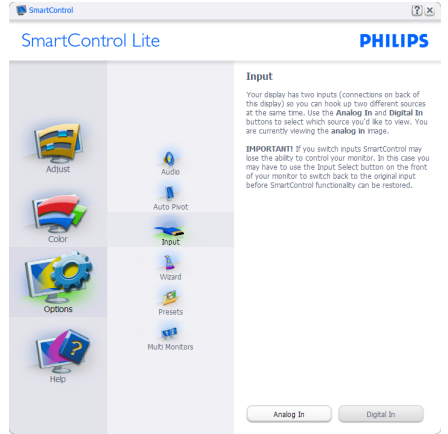 SmartControl
SmartControl Lite
PHILIPS
Adjust
Color
Options
Help
Audio
Auto Pivot
Input
Wizard
Presets
Multi Monitors
Input
Your display has two inputs (connections on back of
this display) so you can hook up two different sources
at the same time. Use the Analog In and Digital In
buttons to select which source you'd like to view. You
are currently viewing the analog in image.
IMPORTANT! If you switch inputs SmartControl may
lose the ability to control your monitor. In this case you
may have to use the Input Select button on the front
of your monitor to switch back to the original input
before SmartControl functionality can be restored.
Analog In
Digital In